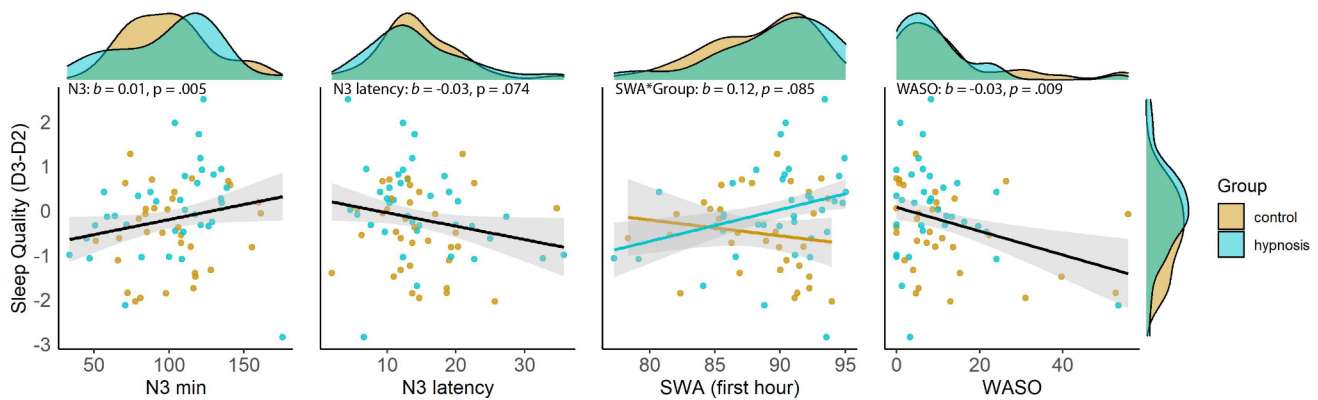 N3: b = 0.01, p = .005
N3 latency: b = -0.03, p = .074
SWA*Group: b = 0.12, p = .085
WASO: b = -0.03, p = .009
Sleep Quality (D3-D2)
2
1
0
-1
-2
-3
50 100 150
N3 min
0 10 20 30
N3 latency
80 85 90 95
SWA (first hour)
0 20 40
WASO
Group
control
hypnosis